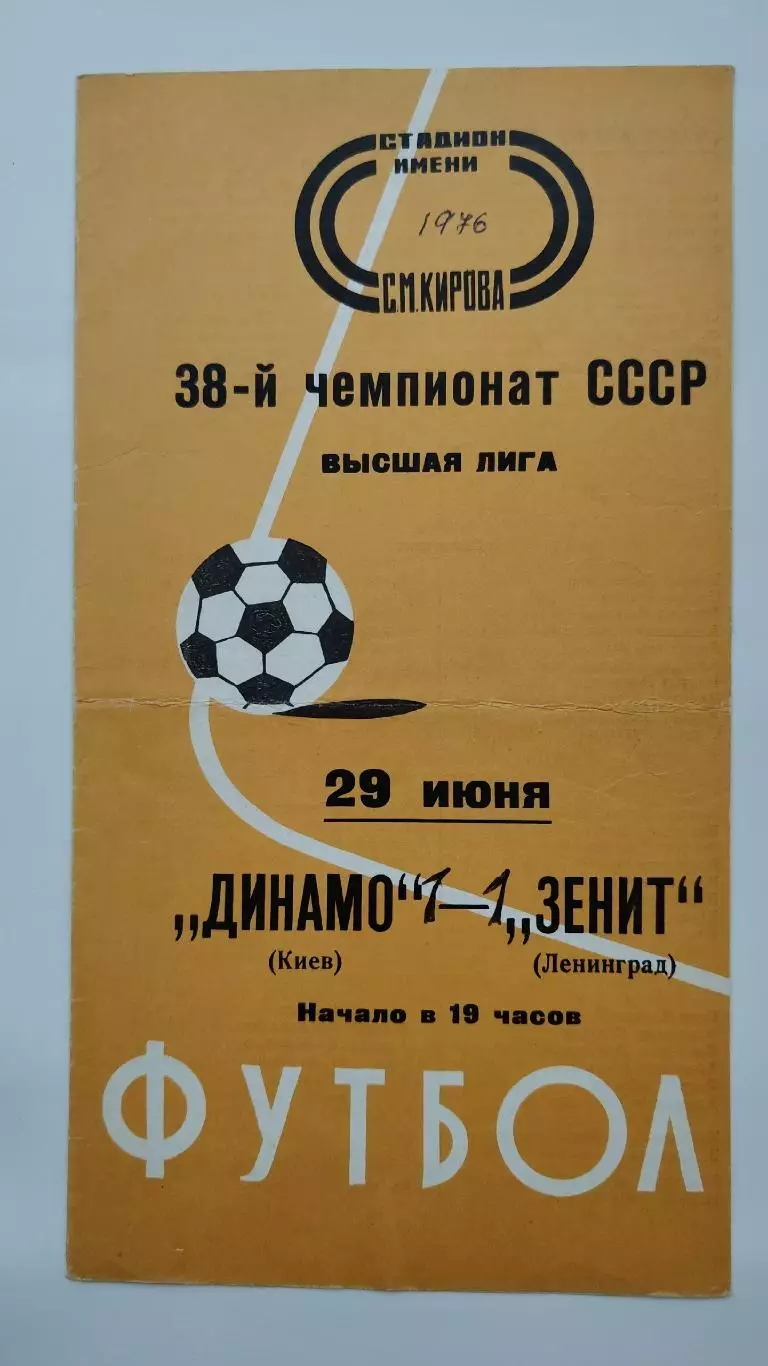 СТАДИОН
ИМЕНИ
1976
С.М.КИРОВА
38-й чемпионат СССР
ВЫСШАЯ ЛИГА
29 июня
„ДИНАМО“ 1—1 „ЗЕНИТ“
(Киев) (Ленинград)
Начало в 19 часов
ФУТБОЛ